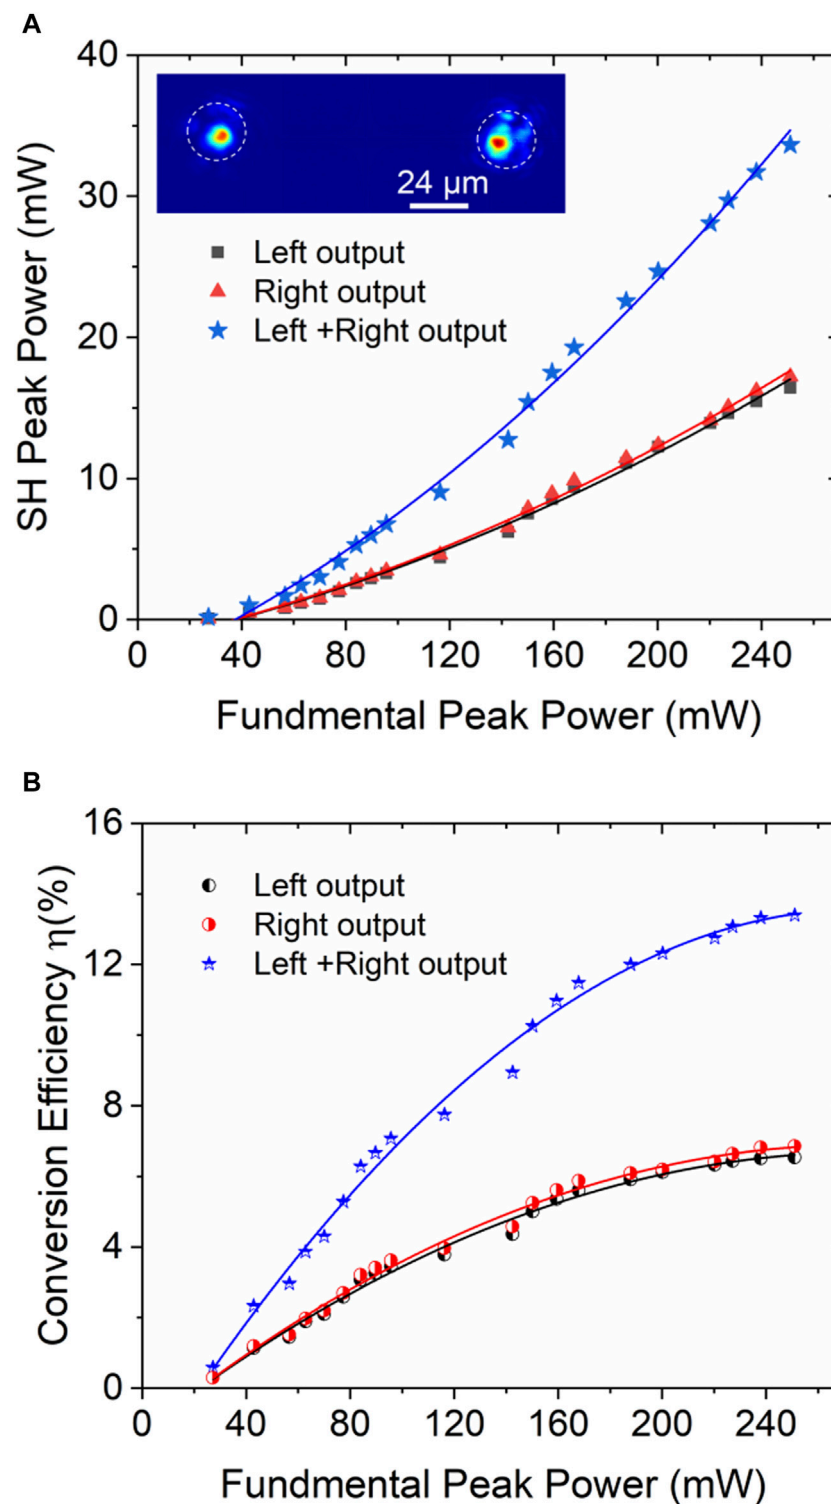 A
40
30
20
10
0
SH Peak Power (mW)
24 μm
Left output
Right output
Left +Right output
0 40 80 120 160 200 240
Fundmental Peak Power (mW)
B
16
12
8
4
0
Conversion Efficiency η(%)
Left output
Right output
Left +Right output
0 40 80 120 160 200 240
Fundmental Peak Power (mW)